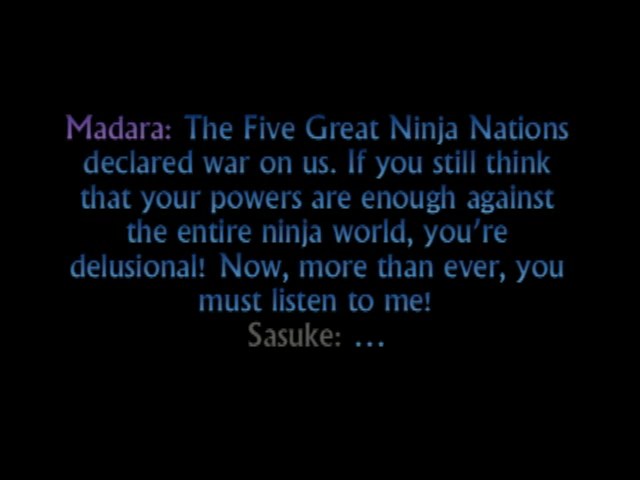 Madara: The Five Great Ninja Nations
declared war on us. If you still think
that your powers are enough against
the entire ninja world, you're
delusional! Now, more than ever, you
must listen to me!
Sasuke: ...